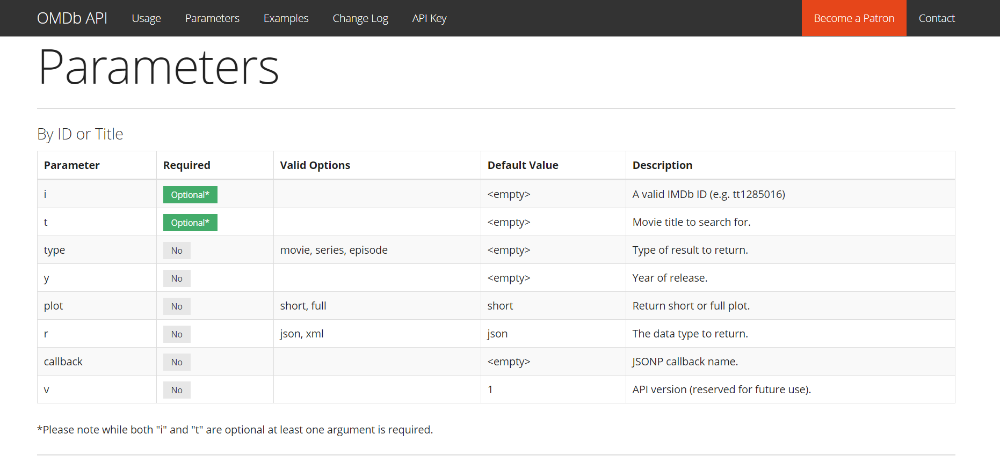 OMDb API Usage Parameters Examples Change Log API Key Become a Patron Contact
Parameters
By ID or Title
Parameter Required Valid Options Default Value Description
i Optional* <empty> A valid IMDb ID (e.g. tt1285016)
t Optional* <empty> Movie title to search for.
type No movie, series, episode <empty> Type of result to return.
y No <empty> Year of release.
plot No short, full short Return short or full plot.
r No json, xml json The data type to return.
callback No <empty> JSONP callback name.
v No 1 API version (reserved for future use).
*Please note while both "i" and "t" are optional at least one argument is required.